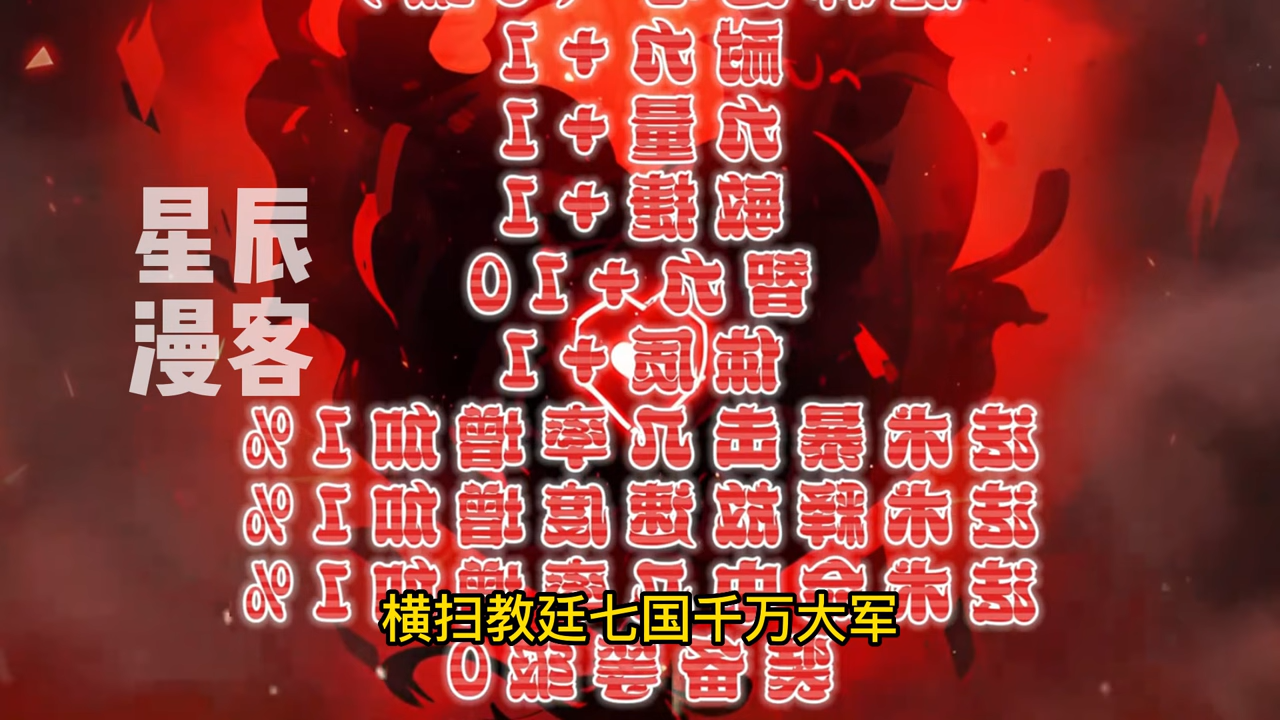 耐力+1
力量+1
敏捷+1
智力+10
星辰
漫客
体质+1
法术暴击几率增加1%
法术释放速度增加1%
法术命中几率增加1%
横扫教廷七国千万大军
装备等级0